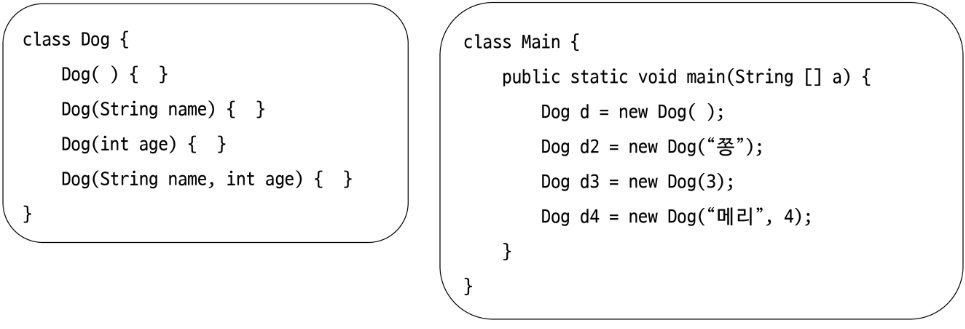 class Dog {
Dog( ) {  }
Dog(String name) {  }
Dog(int age) {  }
Dog(String name, int age) {  }
}
class Main {
public static void main(String [] a) {
Dog d = new Dog( );
Dog d2 = new Dog(“쫑”);
Dog d3 = new Dog(3);
Dog d4 = new Dog(“메리”, 4);
}
}